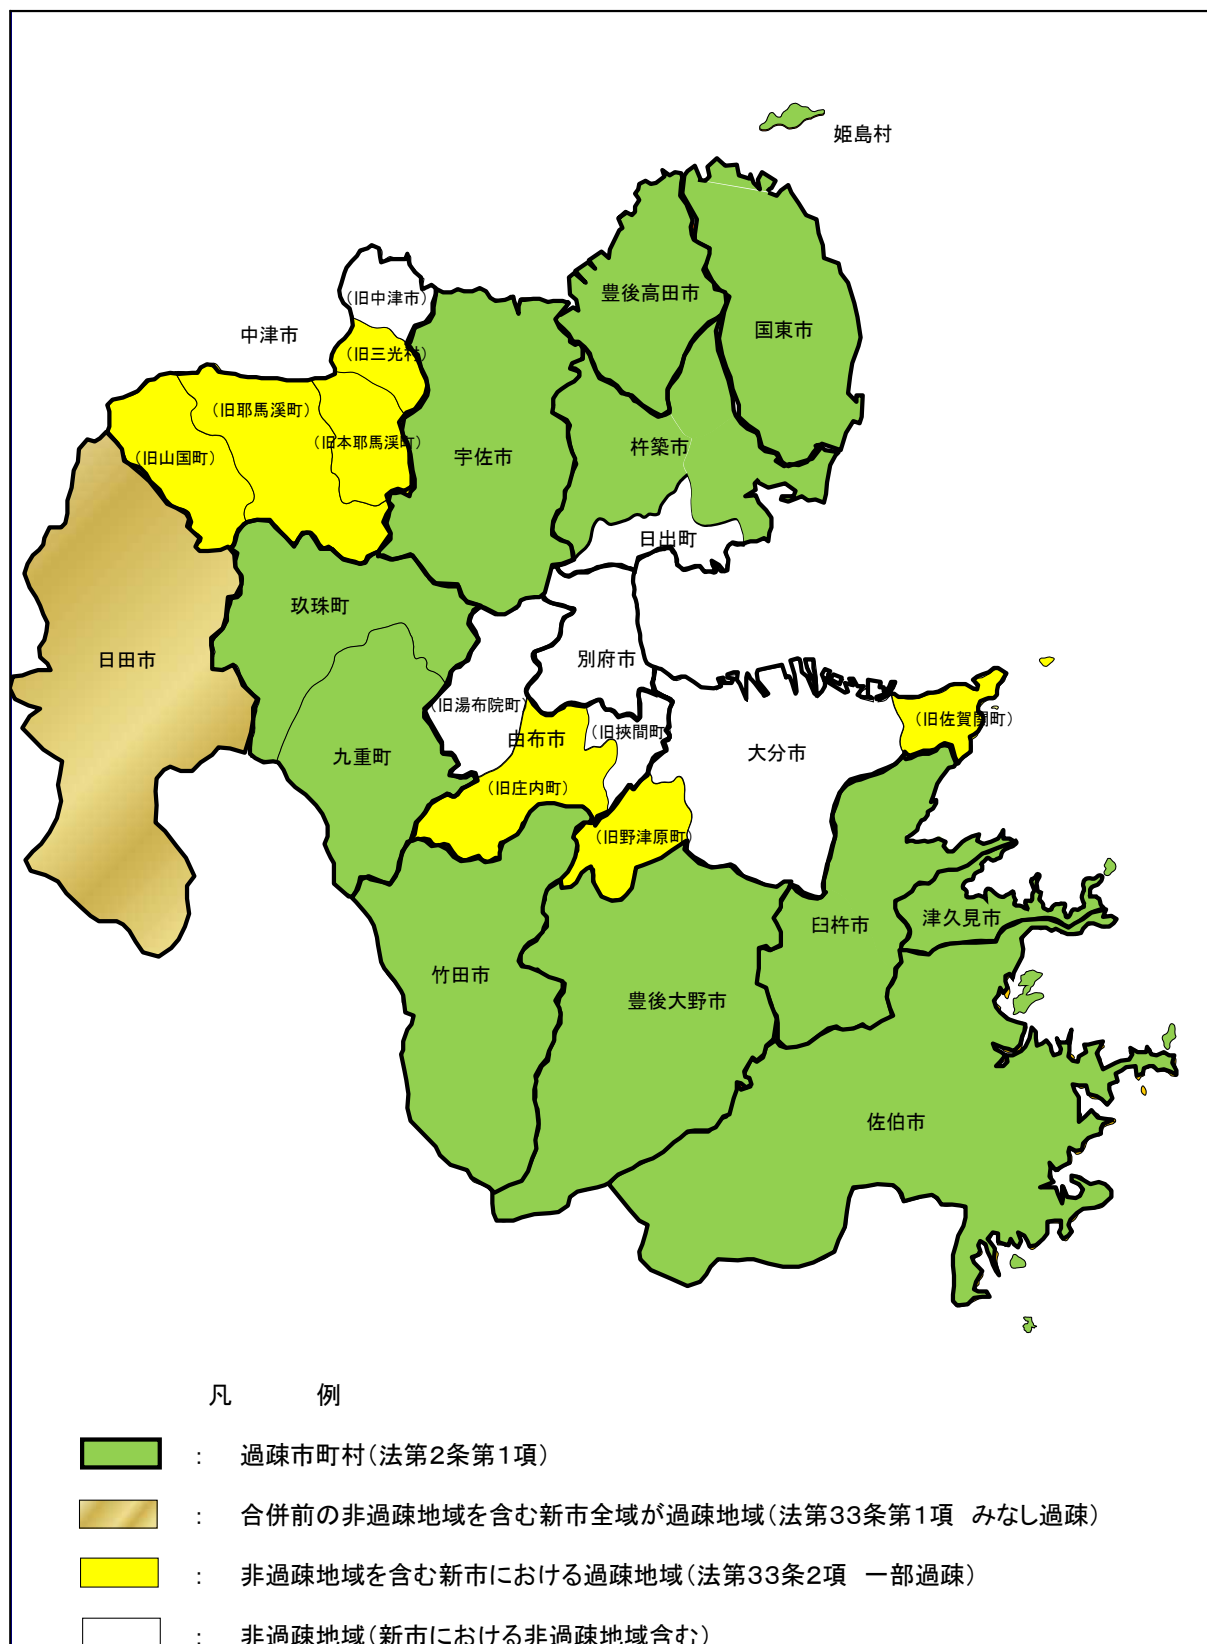 姫島村
豊後高田市
(旧中津市)
国東市
中津市
(旧三光村)
(旧耶馬溪町)
(旧本耶馬渓町)
杵築市
(旧山国町)
宇佐市
日出町
玖珠町
日田市
別府市
(旧湯布院町)
(旧佐賀関町)
(旧挾間町)
由布市
大分市
九重町
(旧庄内町)
(旧野津原町)
津久見市
臼杵市
竹田市
豊後大野市
佐伯市
凡　例
： 過疎市町村(法第2条第1項)
： 合併前の非過疎地域を含む新市全域が過疎地域(法第33条第1項　みなし過疎)
： 非過疎地域を含む新市における過疎地域(法第33条2項　一部過疎)
： 非過疎地域(新市における非過疎地域含む)